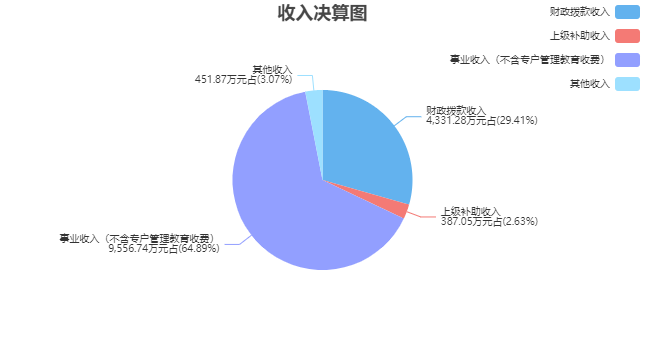 收入决算图
财政拨款收入
上级补助收入
事业收入（不含专户管理教育收费）
其他收入
其他收入
451.87万元占(3.07%)
财政拨款收入
4,331.28万元占(29.41%)
上级补助收入
387.05万元占(2.63%)
事业收入（不含专户管理教育收费）
9,556.74万元占(64.89%)